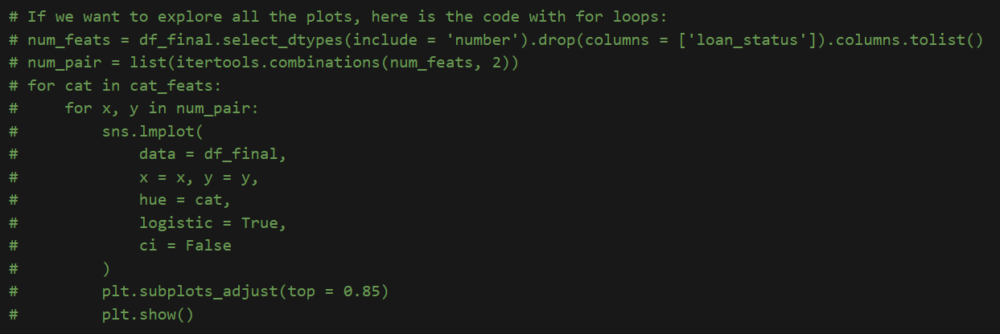 # If we want to explore all the plots, here is the code with for loops:
# num_feats = df_final.select_dtypes(include = 'number').drop(columns = ['loan_status']).columns.tolist()
# num_pair = list(itertools.combinations(num_feats, 2))
# for cat in cat_feats:
#     for x, y in num_pair:
#         sns.lmplot(
#             data = df_final,
#             x = x, y = y,
#             hue = cat,
#             logistic = True,
#             ci = False
#         )
#         plt.subplots_adjust(top = 0.85)
#         plt.show()